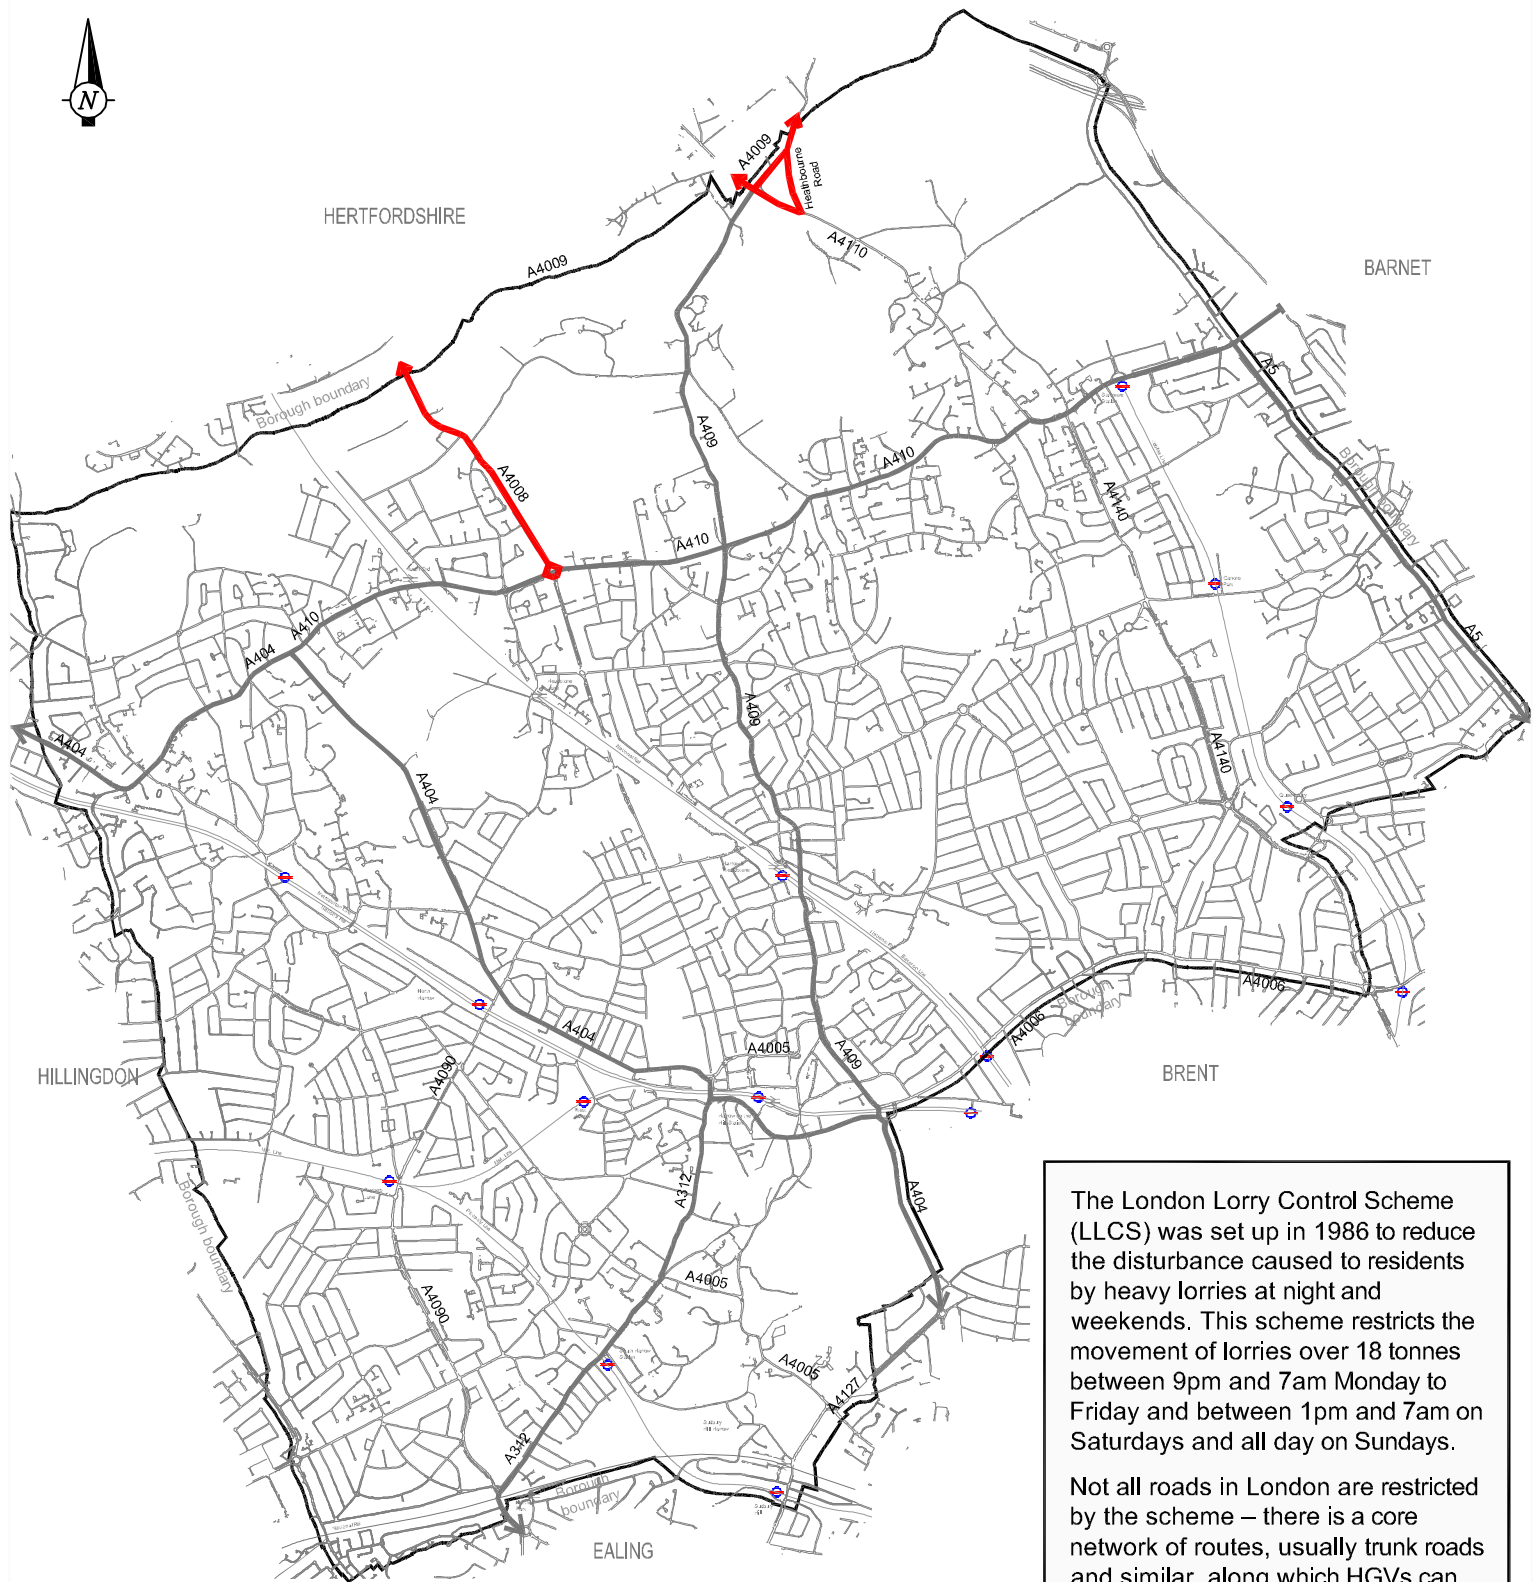 N
HERTFORDSHIRE
A4009
Heathbourne
Road
A4110
A4009
BARNET
Borough boundary
A5
A409
A4008
A410
A4140
Borough boundary
A410
A410
A404
A5
A409
A404
A404
A4140
A4006
Borough
boundary
A4006
A404
A4005
A409
A4090
HILLINGDON
BRENT
A312
A404
Borough boundary
A4005
A4090
A4005
A4127
A312
Borough
boundary
EALING
The London Lorry Control Scheme
(LLCS) was set up in 1986 to reduce
the disturbance caused to residents
by heavy lorries at night and
weekends. This scheme restricts the
movement of lorries over 18 tonnes
between 9pm and 7am Monday to
Friday and between 1pm and 7am on
Saturdays and all day on Sundays.
Not all roads in London are restricted
by the scheme – there is a core
network of routes, usually trunk roads
and similar, along which HGVs can